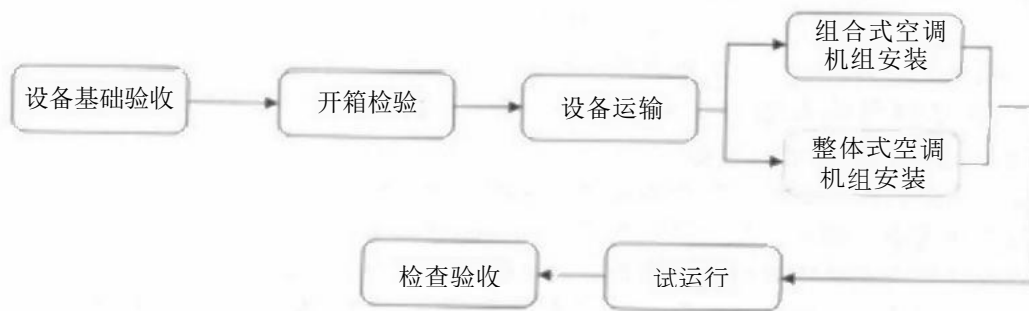 设备基础验收
开箱检验
设备运输
组合式空调
机组安装
整体式空调
机组安装
试运行
检查验收